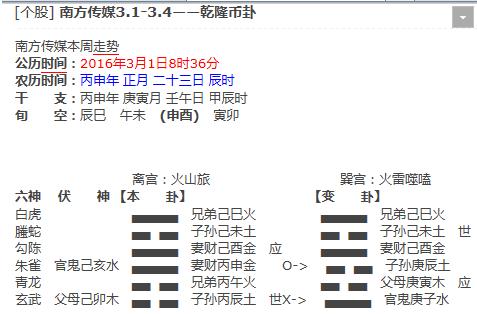 [个股] 南方传媒3.1-3.4——乾隆币卦
南方传媒本周走势
公历时间：2016年3月1日8时36分
农历时间：丙申年 正月 二十三日 辰时
干　支：丙申年 庚寅月 壬午日 甲辰时
旬　空：辰巳　午未　(申酉)　寅卯
离宫：火山旅　巽宫：火雷噬嗑
六神　伏　神【本　卦】　【变　卦】
白虎　兄弟己巳火　兄弟己巳火
螣蛇　子孙己未土　子孙己未土　世
勾陈　妻财己酉金　应　妻财己酉金
朱雀　官鬼己亥水　妻财丙申金　O->　子孙庚辰土
青龙　兄弟丙午火　父母庚寅木　应
玄武　父母己卯木　子孙丙辰土　世X->　官鬼庚子水